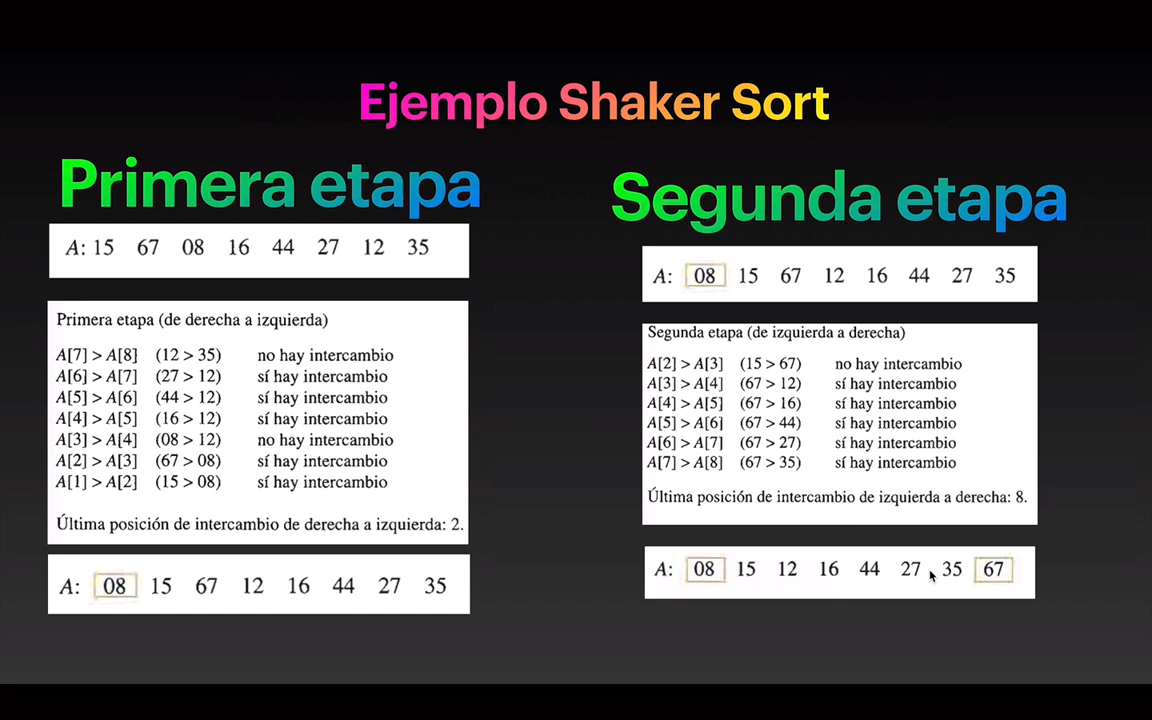 Ejemplo Shaker Sort
Primera etapa
A: 15 67 08 16 44 27 12 35
Primera etapa (de derecha a izquierda)
A[7] > A[8] (12 > 35) no hay intercambio
A[6] > A[7] (27 > 12) sí hay intercambio
A[5] > A[6] (44 > 12) sí hay intercambio
A[4] > A[5] (16 > 12) sí hay intercambio
A[3] > A[4] (08 > 12) no hay intercambio
A[2] > A[3] (67 > 08) sí hay intercambio
A[1] > A[2] (15 > 08) sí hay intercambio
Última posición de intercambio de derecha a izquierda: 2.
A: 08 15 67 12 16 44 27 35
Segunda etapa
A: 08 15 67 12 16 44 27 35
Segunda etapa (de izquierda a derecha)
A[2] > A[3] (15 > 67) no hay intercambio
A[3] > A[4] (67 > 12) sí hay intercambio
A[4] > A[5] (67 > 16) sí hay intercambio
A[5] > A[6] (67 > 44) sí hay intercambio
A[6] > A[7] (67 > 27) sí hay intercambio
A[7] > A[8] (67 > 35) sí hay intercambio
Última posición de intercambio de izquierda a derecha: 8.
A: 08 15 12 16 44 27 35 67